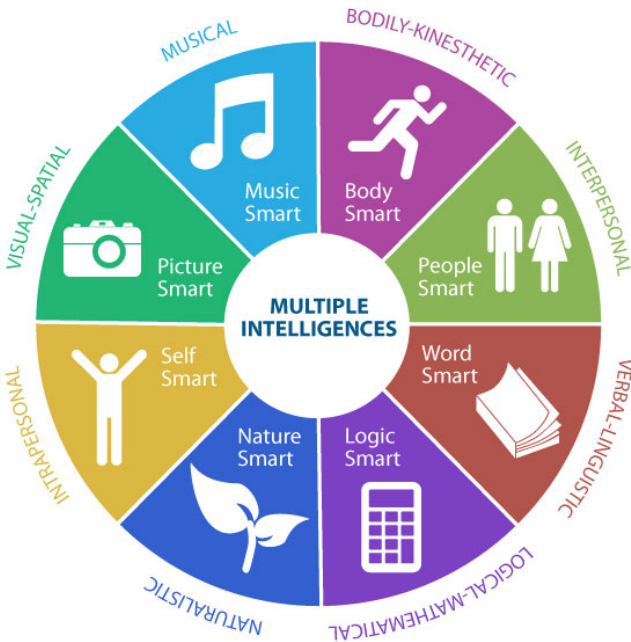 MUSICAL
BODILY-KINESTHETIC
INTERPERSONAL
VERBAL-LINGUISTIC
LOGICAL-MATHEMATICAL
NATURALISTIC
INTRAPERSONAL
VISUAL-SPATIAL
Music
Smart
Body
Smart
People
Smart
Word
Smart
Logic
Smart
Nature
Smart
Self
Smart
Picture
Smart
MULTIPLE
INTELLIGENCES